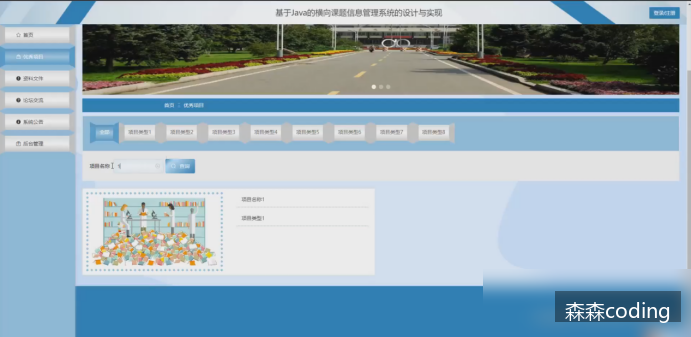 基于Java的横向课题信息管理系统的设计与实现
登录/注册
首页
优秀项目
资料文件
论坛交流
系统公告
后台管理
首页 优秀项目
全部 项目类型1 项目类型2 项目类型3 项目类型4 项目类型5 项目类型6 项目类型7 项目类型8
项目名称 1
项目名称1
项目类型1
森森coding